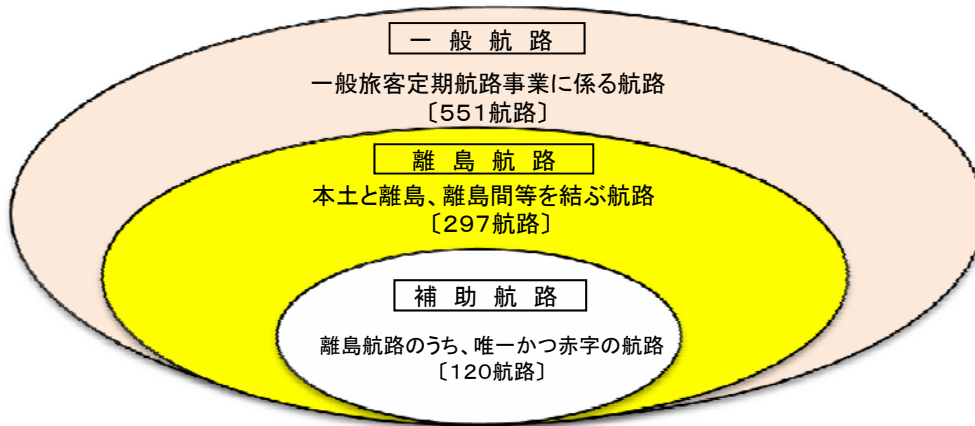 一般航路
一般旅客定期航路事業に係る航路
〔551航路〕
離島航路
本土と離島、離島間等を結ぶ航路
〔297航路〕
補助航路
離島航路のうち、唯一かつ赤字の航路
〔120航路〕